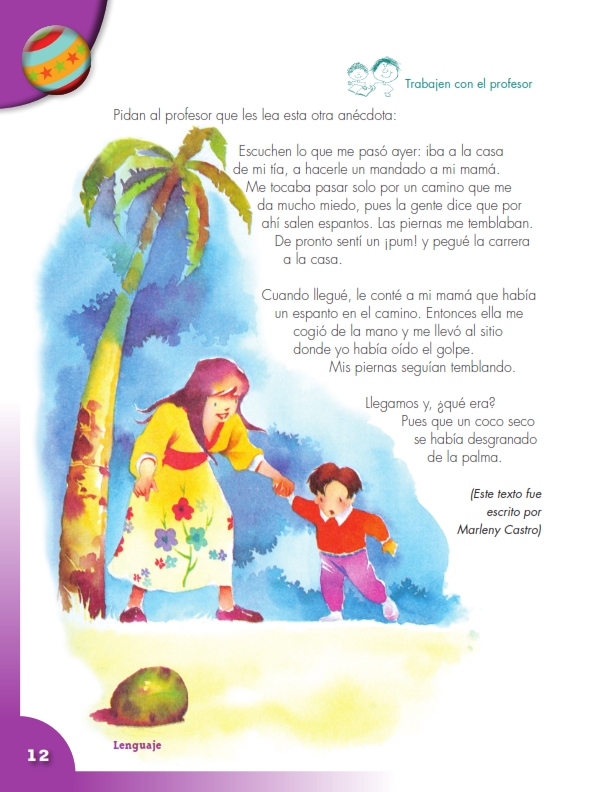 Trabajen con el profesor
Pidan al profesor que les lea esta otra anécdota:
Escuchen lo que me pasó ayer: iba a la casa
de mi tía, a hacerle un mandado a mi mamá.
Me tocaba pasar solo por un camino que me
da mucho miedo, pues la gente dice que por
ahí salen espantos. Las piernas me temblaban.
De pronto sentí un ¡pum! y pegué la carrera
a la casa.
Cuando llegué, le conté a mi mamá que había
un espanto en el camino. Entonces ella me
cogió de la mano y me llevó al sitio
donde yo había oído el golpe.
Mis piernas seguían temblando.
Llegamos y, ¿qué era?
Pues que un coco seco
se había desgranado
de la palma.
(Este texto fue
escrito por
Marleny Castro)
Lenguaje
12